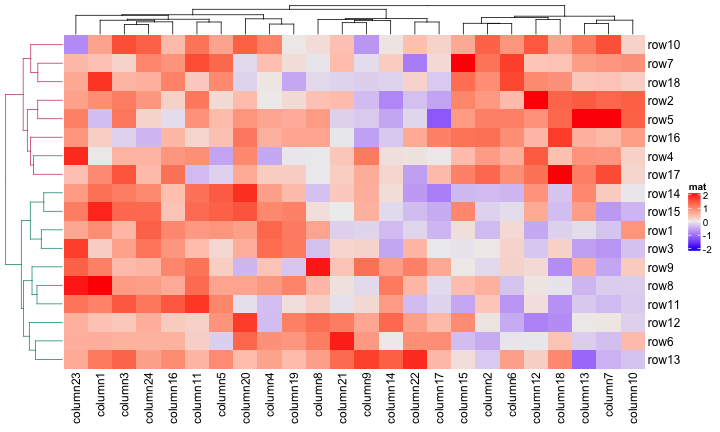 row10
row7
row18
row2
row5
row16
row4
row17
row14
row15
row1
row3
row9
row8
row11
row12
row6
row13
mat
2
1
0
-1
-2
column23
column1
column3
column24
column16
column11
column5
column20
column4
column19
column8
column21
column9
column14
column22
column17
column15
column2
column6
column12
column18
column13
column7
column10